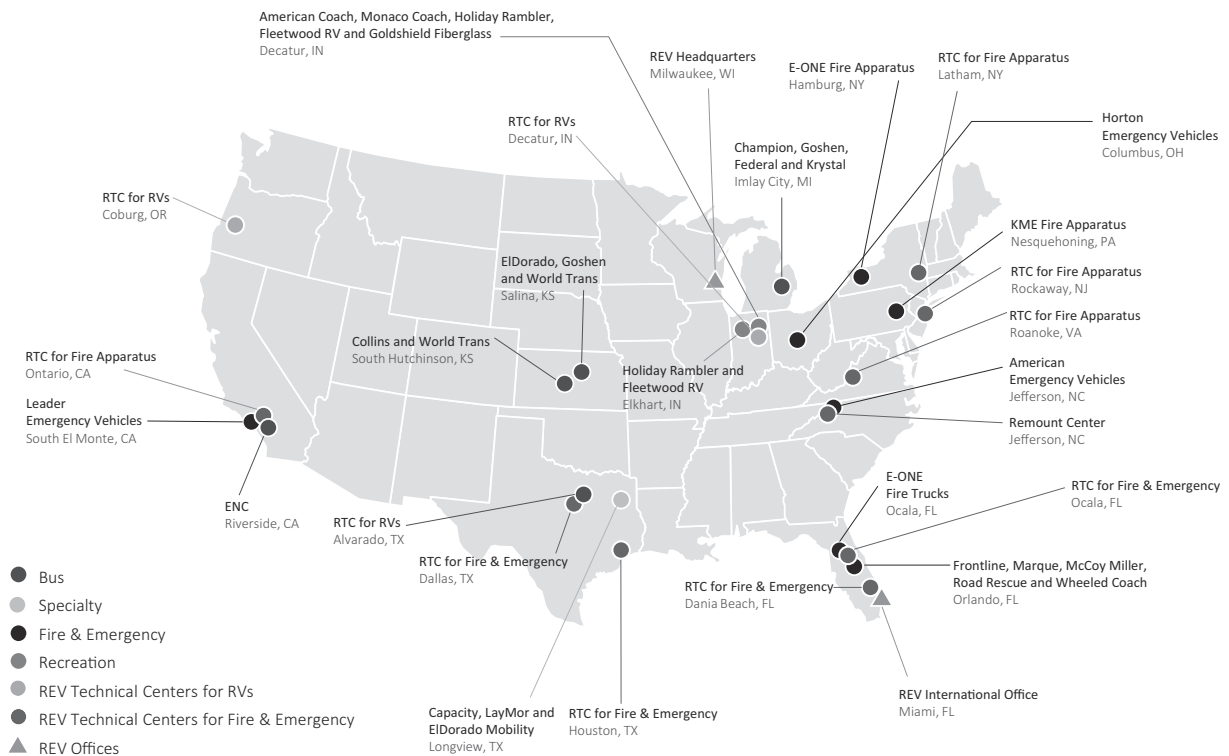 American Coach, Monaco Coach, Holiday Rambler,
Fleetwood RV and Goldshield Fiberglass
Decatur, IN
REV Headquarters
Milwaukee, WI
E-ONE Fire Apparatus
Hamburg, NY
RTC for Fire Apparatus
Latham, NY
RTC for RVs
Decatur, IN
Champion, Goshen,
Federal and Krystal
Imlay City, MI
Horton
Emergency Vehicles
Columbus, OH
RTC for RVs
Coburg, OR
KME Fire Apparatus
Nesquehoning, PA
ElDorado, Goshen
and World Trans
Salina, KS
RTC for Fire Apparatus
Rockaway, NJ
RTC for Fire Apparatus
Roanoke, VA
Collins and World Trans
South Hutchinson, KS
RTC for Fire Apparatus
Ontario, CA
Holiday Rambler and
Fleetwood RV
Elkhart, IN
American
Emergency Vehicles
Jefferson, NC
Leader
Emergency Vehicles
South El Monte, CA
Remount Center
Jefferson, NC
ENC
Riverside, CA
E-ONE
Fire Trucks
Ocala, FL
RTC for Fire & Emergency
Ocala, FL
RTC for RVs
Alvarado, TX
RTC for Fire & Emergency
Dallas, TX
Frontline, Marque, McCoy Miller,
Road Rescue and Wheeled Coach
Orlando, FL
RTC for Fire & Emergency
Dania Beach, FL
REV International Office
Miami, FL
Capacity, LayMor and
ElDorado Mobility
Longview, TX
RTC for Fire & Emergency
Houston, TX
Bus
Specialty
Fire & Emergency
Recreation
REV Technical Centers for RVs
REV Technical Centers for Fire & Emergency
REV Offices